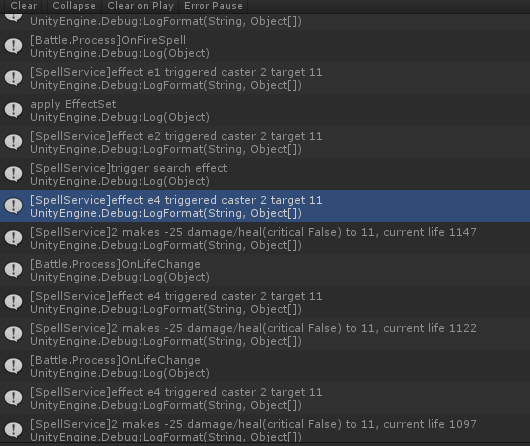 Clear Collapse Clear on Play Error Pause
UnityEngine.Debug:LogFormat(String, Object[])
[Battle.Process]OnFireSpell
UnityEngine.Debug:Log(Object)
[SpellService]effect e1 triggered caster 2 target 11
UnityEngine.Debug:LogFormat(String, Object[])
apply EffectSet
UnityEngine.Debug:Log(Object)
[SpellService]effect e2 triggered caster 2 target 11
UnityEngine.Debug:LogFormat(String, Object[])
[SpellService]trigger search effect
UnityEngine.Debug:Log(Object)
[SpellService]effect e4 triggered caster 2 target 11
UnityEngine.Debug:LogFormat(String, Object[])
[SpellService]2 makes -25 damage/heal(critical False) to 11, current life 1147
UnityEngine.Debug:LogFormat(String, Object[])
[Battle.Process]OnLifeChange
UnityEngine.Debug:Log(Object)
[SpellService]effect e4 triggered caster 2 target 11
UnityEngine.Debug:LogFormat(String, Object[])
[SpellService]2 makes -25 damage/heal(critical False) to 11, current life 1122
UnityEngine.Debug:LogFormat(String, Object[])
[Battle.Process]OnLifeChange
UnityEngine.Debug:Log(Object)
[SpellService]effect e4 triggered caster 2 target 11
UnityEngine.Debug:LogFormat(String, Object[])
[SpellService]2 makes -25 damage/heal(critical False) to 11, current life 1097
UnityEngine.Debug:LogFormat(String, Object[])